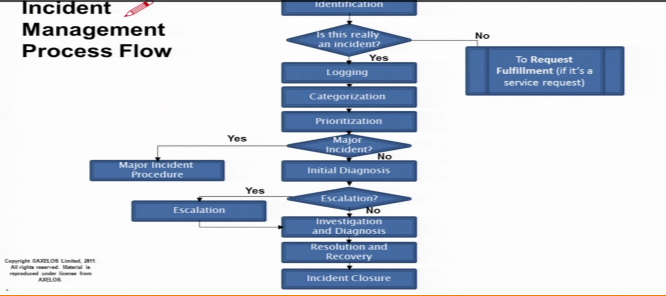 Incident
Management
Process Flow
Identification
Is this really
an incident?
No
Yes
To Request
Fulfillment (if it's a
service request)
Logging
Categorization
Prioritization
Yes
Major
Incident?
No
Major Incident
Procedure
Initial Diagnosis
Yes
Escalation?
No
Escalation
Investigation
and Diagnosis
Resolution and
Recovery
Incident Closure
Copyright ©AXELOS Limited, 2011.
All rights reserved. Material is
reproduced under license from
AXELOS.